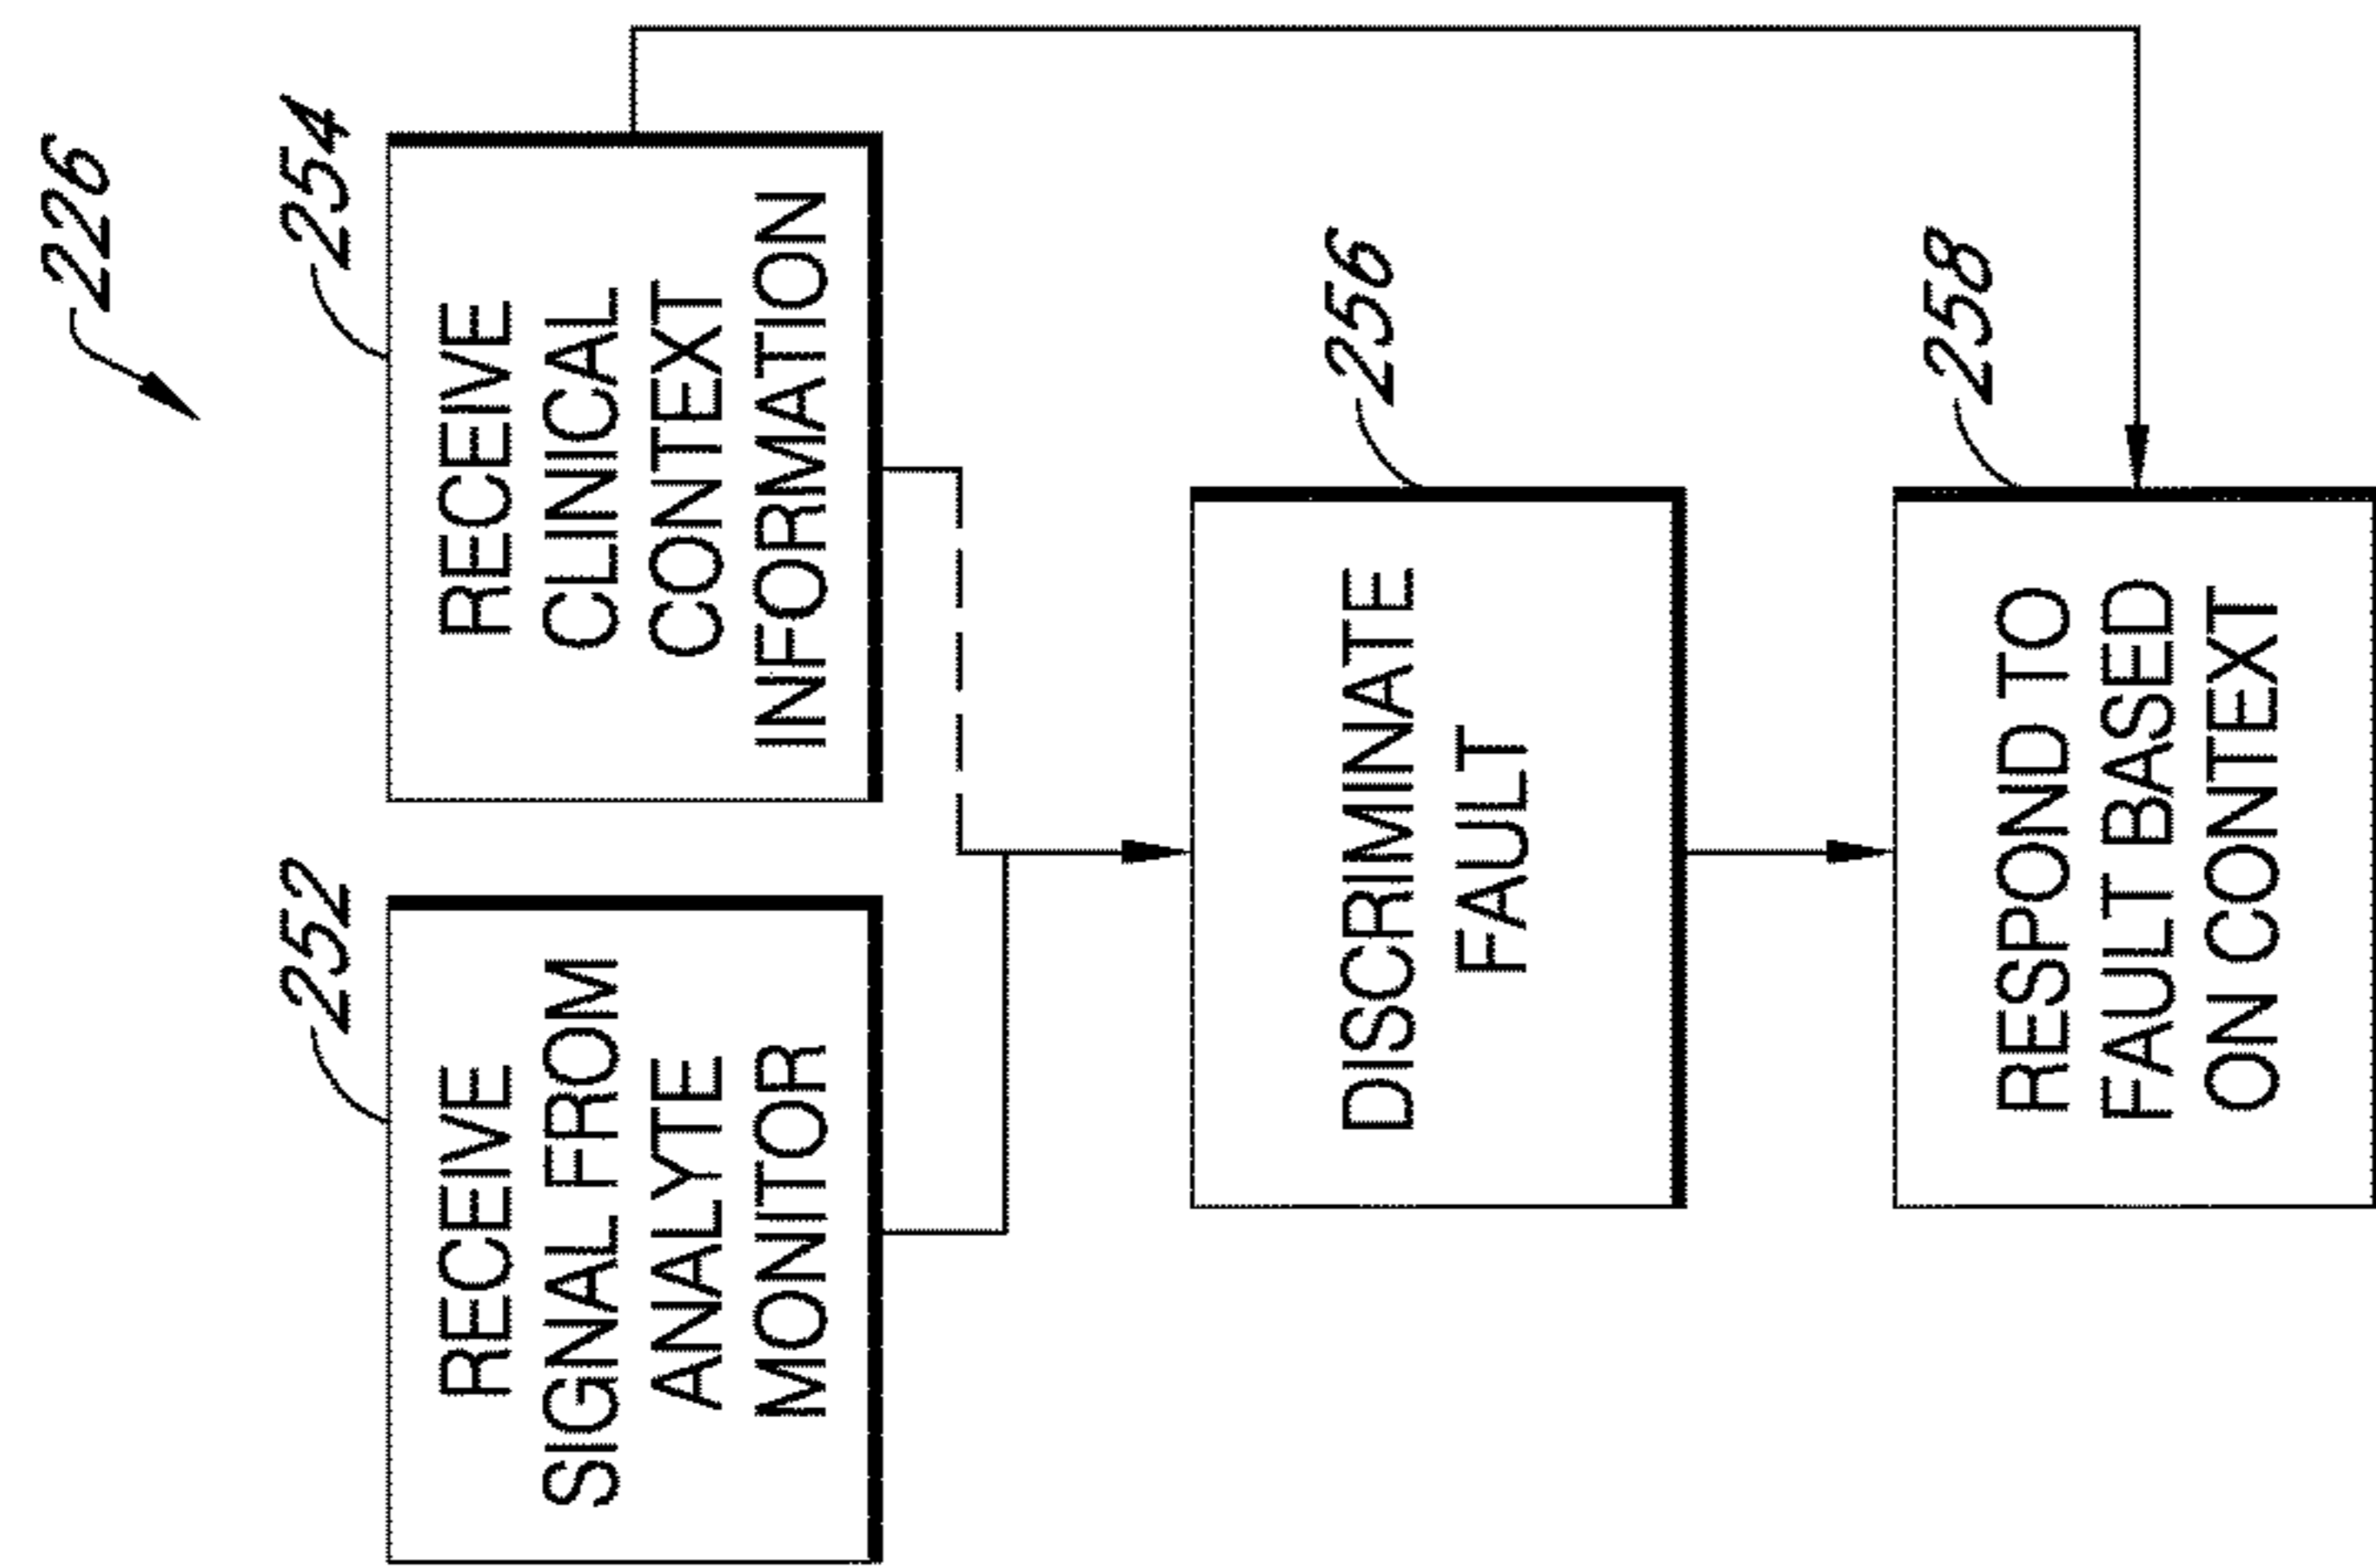 226
252
RECEIVE
SIGNAL FROM
ANALYTE
MONITOR
254
RECEIVE
CLINICAL
CONTEXT
INFORMATION
256
DISCRIMINATE
FAULT
258
RESPOND TO
FAULT BASED
ON CONTEXT